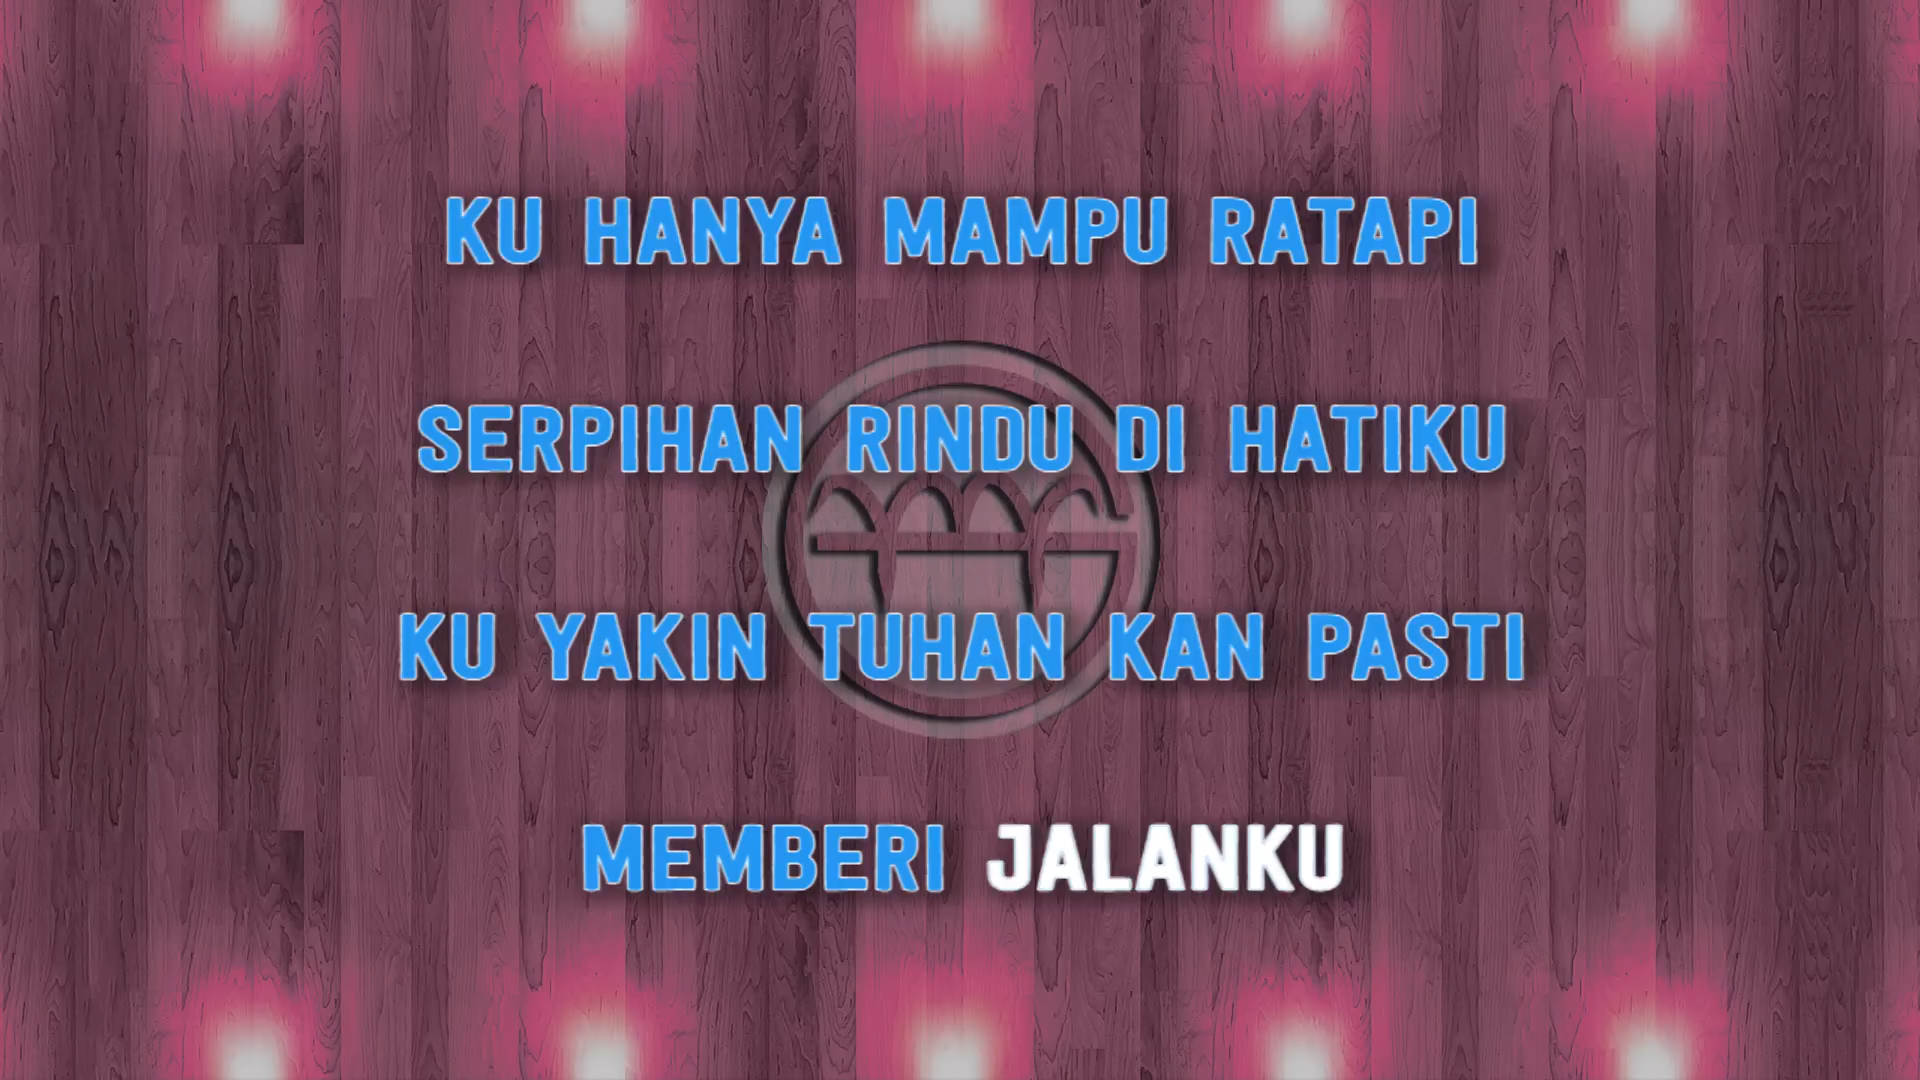 KU HANYA MAMPU RATAPI
SERPIHAN RINDU DI HATIKU
KU YAKIN TUHAN KAN PASTI
MEMBERI JALANKU